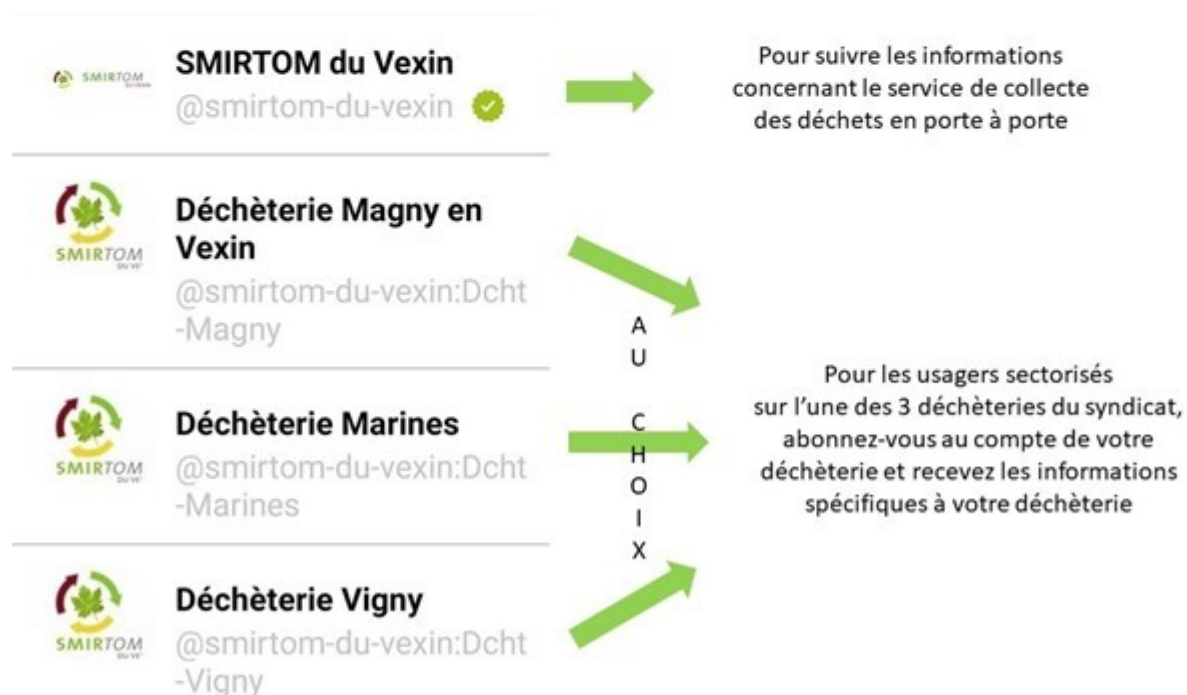 SMIRTOM
SMIRTOM du Vexin
@smirtom-du-vexin
Pour suivre les informations
concernant le service de collecte
des déchets en porte à porte
SMIRTOM
Déchèterie Magny en
Vexin
@smirtom-du-vexin:Dcht
-Magny
SMIRTOM
Déchèterie Marines
@smirtom-du-vexin:Dcht
-Marines
SMIRTOM
Déchèterie Vigny
@smirtom-du-vexin:Dcht
-Vigny
A
U
C
H
O
I
X
Pour les usagers sectorisés
sur l’une des 3 déchèteries du syndicat,
abonnez-vous au compte de votre
déchèterie et recevez les informations
spécifiques à votre déchèterie